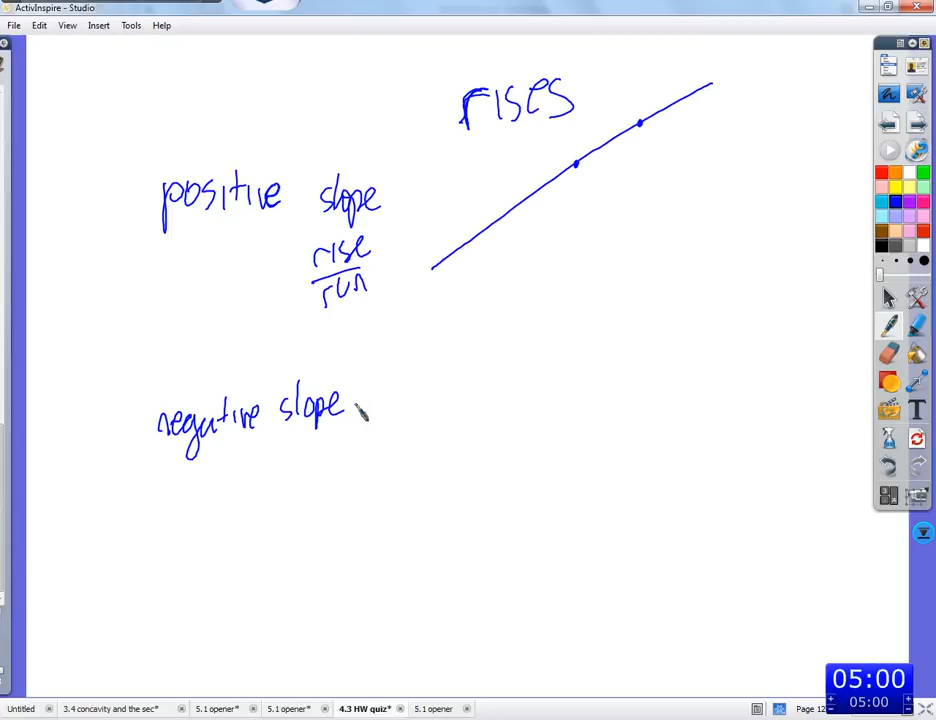 ActivInspire - Studio
File Edit View Insert Tools Help
rises
positive slope
rise
run
negative slope
05:00
05:00
Untitled 3.4 concavity and the sec* 5.1 opener* 5.1 opener* 4.3 HW quiz* 5.1 opener Page 12